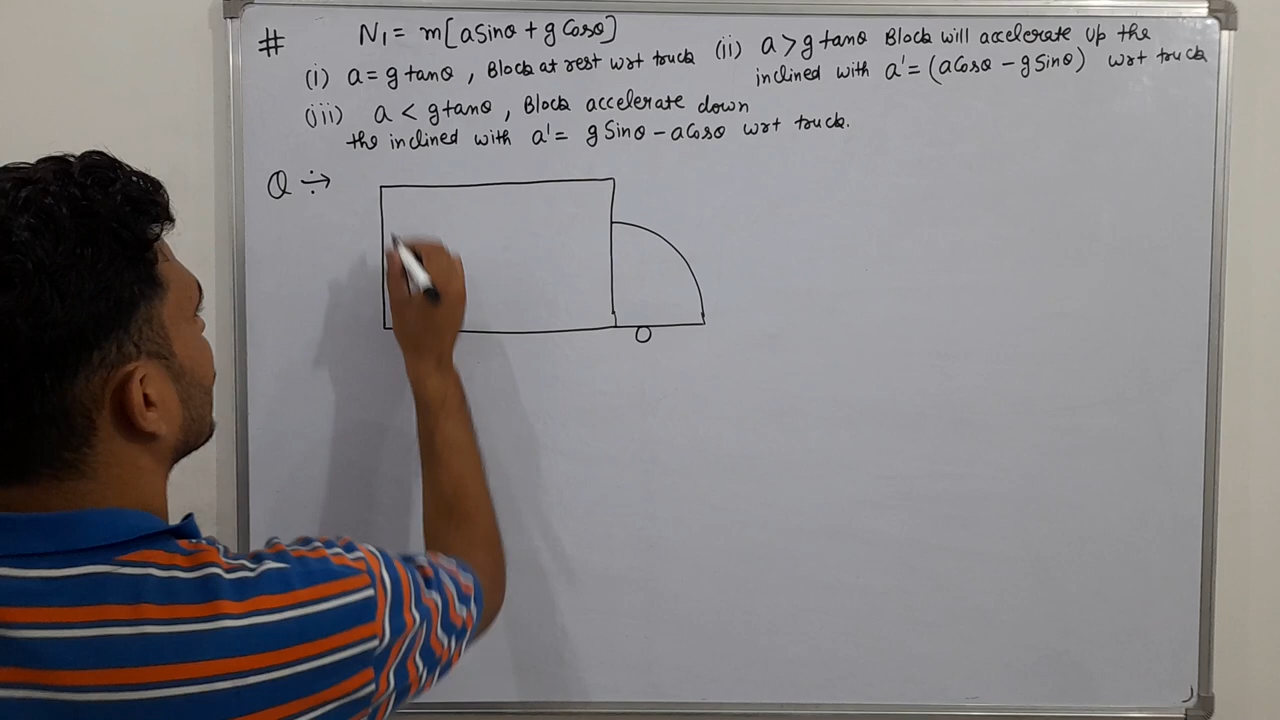 # N₁ = m[a Sinθ + g Cosθ]
(i) a = g tanθ , Block at rest wrt truck (ii) a > g tanθ Block will accelerate up the
inclined with a' = (a Cosθ - g Sinθ) wrt truck
(iii) a < g tanθ , Block accelerate down
the inclined with a' = g Sinθ - a Cosθ wrt truck.
Q ÷→